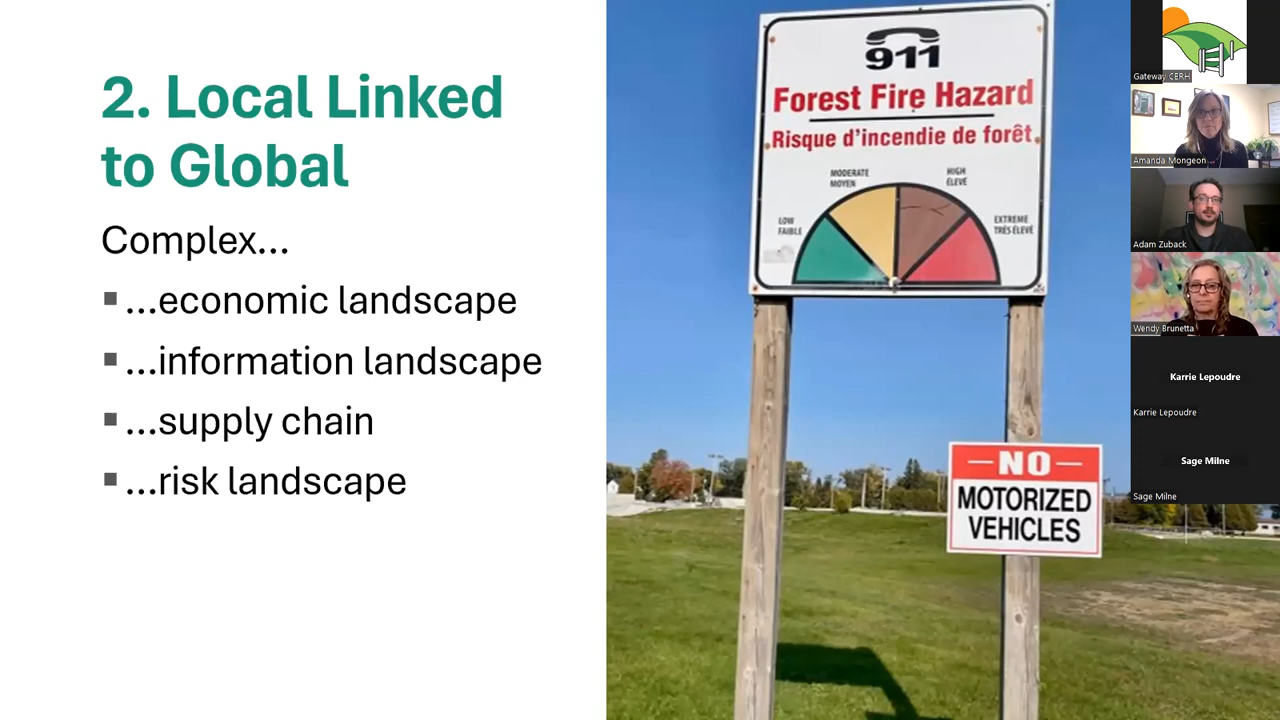 2. Local Linked
to Global
Complex...
▪ ...economic landscape
▪ ...information landscape
▪ ...supply chain
▪ ...risk landscape
911
Forest Fire Hazard
Risque d'incendie de forêt
LOW
FAIBLE
MODERATE
MOYEN
HIGH
ÉLEVÉ
EXTREME
TRÈS ÉLEVÉ
NO
MOTORIZED
VEHICLES
Gateway CERH
Amanda Mongeon
Adam Zuback
Wendy Brunetta
Karrie Lepoudre
Karrie Lepoudre
Sage Milne
Sage Milne